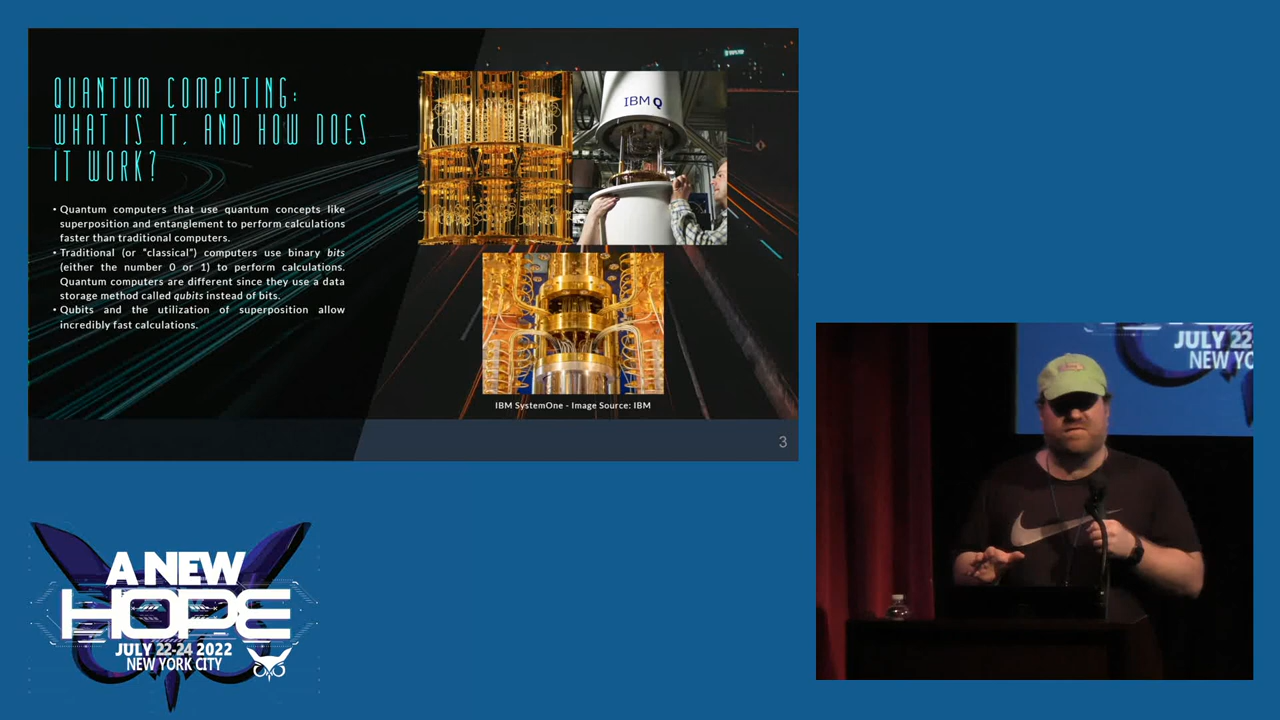 QUANTUM COMPUTING:
WHAT IS IT, AND HOW DOES
IT WORK?
• Quantum computers that use quantum concepts like
superposition and entanglement to perform calculations
faster than traditional computers.
• Traditional (or “classical”) computers use binary bits
(either the number 0 or 1) to perform calculations.
Quantum computers are different since they use a data
storage method called qubits instead of bits.
• Qubits and the utilization of superposition allow
incredibly fast calculations.
IBM Q
IBM SystemOne - Image Source: IBM
3
JULY 22-
NEW YO
A NEW
HOPE
JULY 22-24 2022
NEW YORK CITY